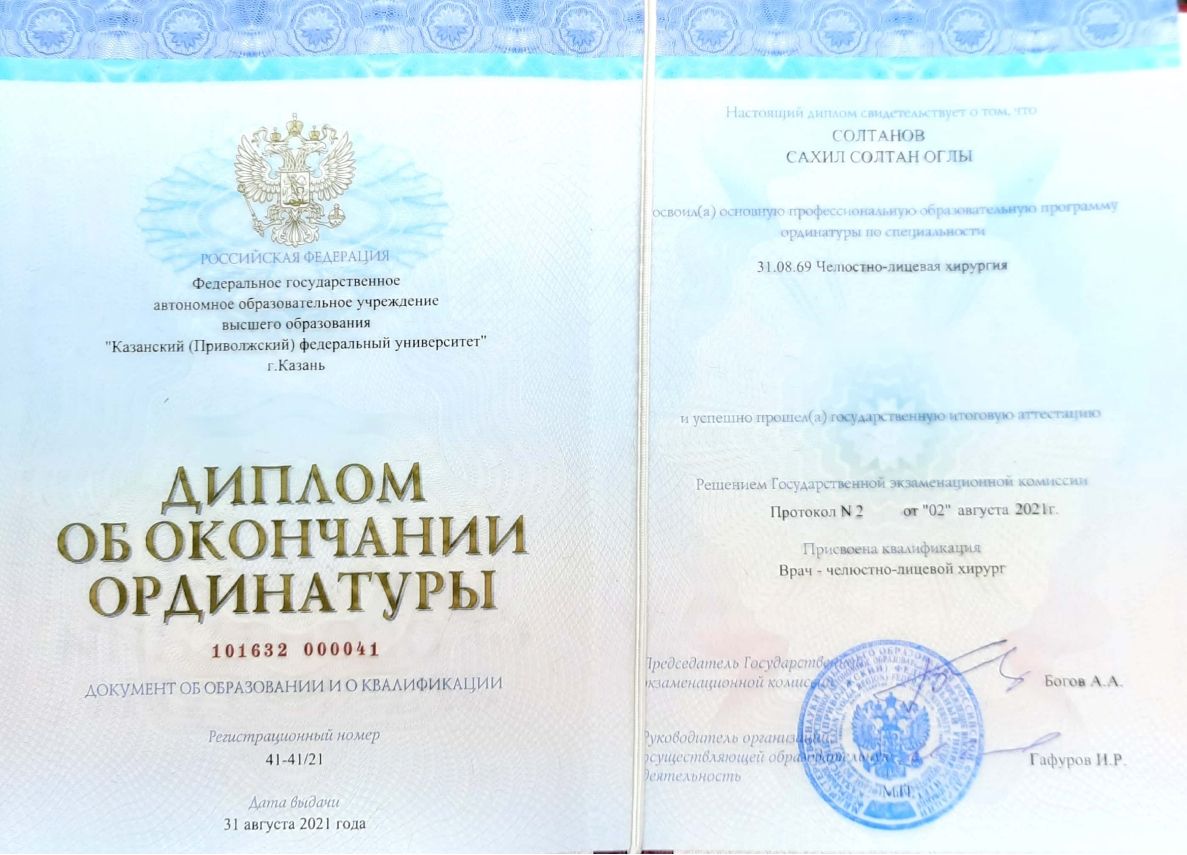 РОССИЙСКАЯ ФЕДЕРАЦИЯ
Федеральное государственное
автономное образовательное учреждение
высшего образования
"Казанский (Приволжский) федеральный университет"
г.Казань
ДИПЛОМ
ОБ ОКОНЧАНИИ
ОРДИНАТУРЫ
101632 000041
ДОКУМЕНТ ОБ ОБРАЗОВАНИИ И О КВАЛИФИКАЦИИ
Регистрационный номер
41-41/21
Дата выдачи
31 августа 2021 года
Настоящий диплом свидетельствует о том, что
СОЛТАНОВ
САХИЛ СОЛТАН ОГЛЫ
освоил(а) основную профессиональную образовательную программу
ординатуры по специальности
31.08.69 Челюстно-лицевая хирургия
и успешно прошел(а) государственную итоговую аттестацию
Решением Государственной экзаменационной комиссии
Протокол N 2 от "02" августа 2021г.
Присвоена квалификация
Врач - челюстно-лицевой хирург
Председатель Государственной
экзаменационной комиссии
Богов А.А.
Руководитель организации,
осуществляющей образовательную
деятельность
Гафуров И.Р.
М.П.